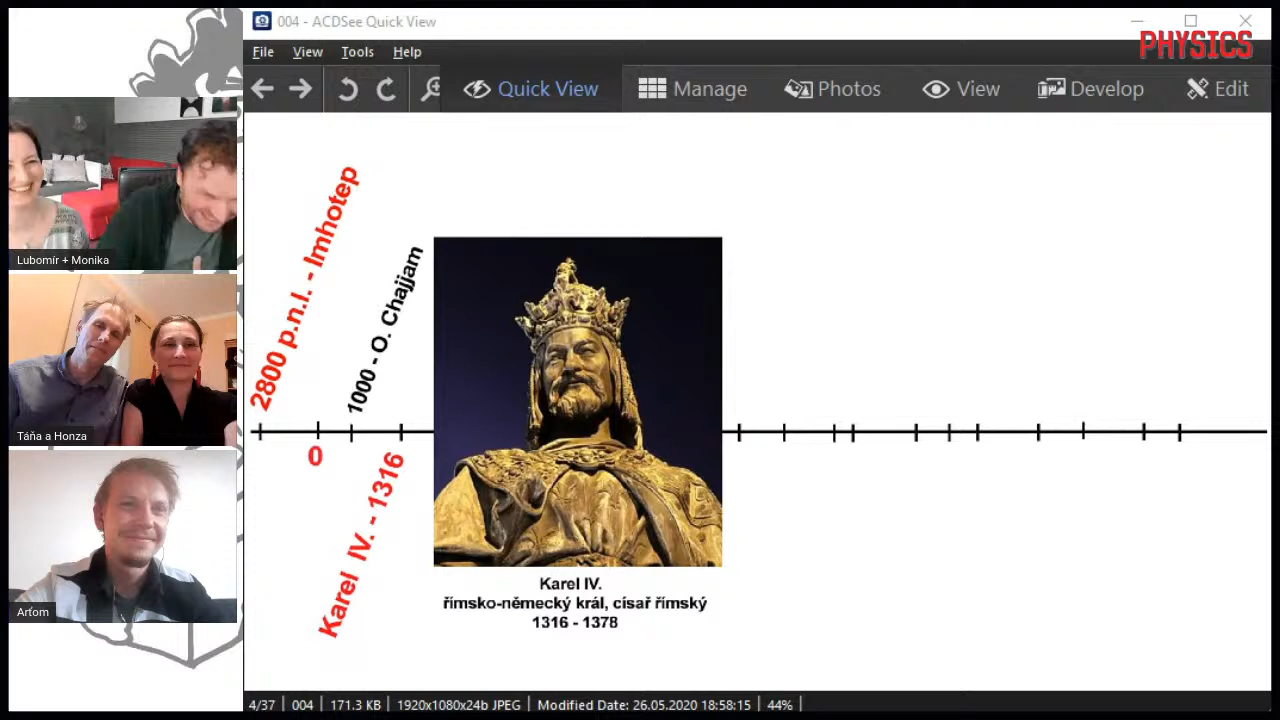 004 - ACDSee Quick View
PHYSICS
File View Tools Help
Quick View Manage Photos View Develop Edit
Lubomír + Monika
Táňa a Honza
Arťom
2800 p.n.l. - Imhotep
1000 - O. Chajjam
0
Karel IV. - 1316
Karel IV.
římsko-německý král, císař římský
1316 - 1378
4/37 004 171.3 KB 1920x1080x24b JPEG Modified Date: 26.05.2020 18:58:15 44%